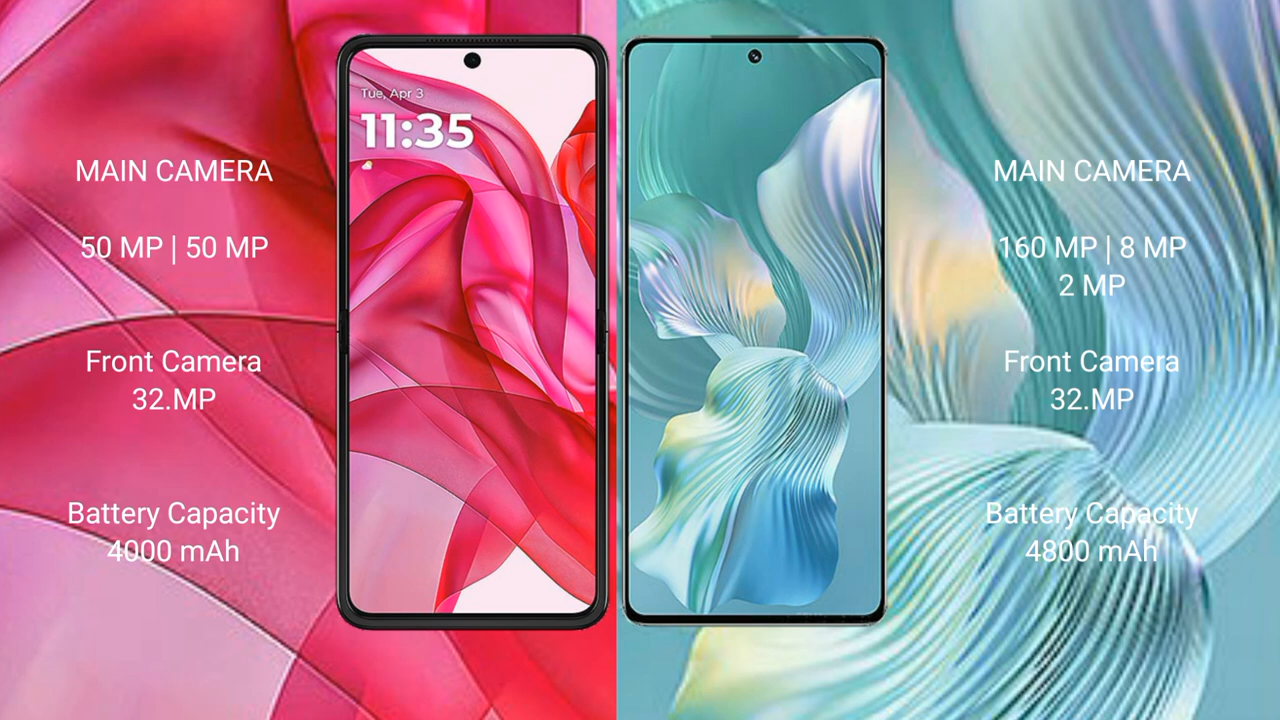 MAIN CAMERA
50 MP | 50 MP
Front Camera
32.MP
Battery Capacity
4000 mAh
Tue, Apr 3
11:35
MAIN CAMERA
160 MP | 8 MP
2 MP
Front Camera
32.MP
Battery Capacity
4800 mAh